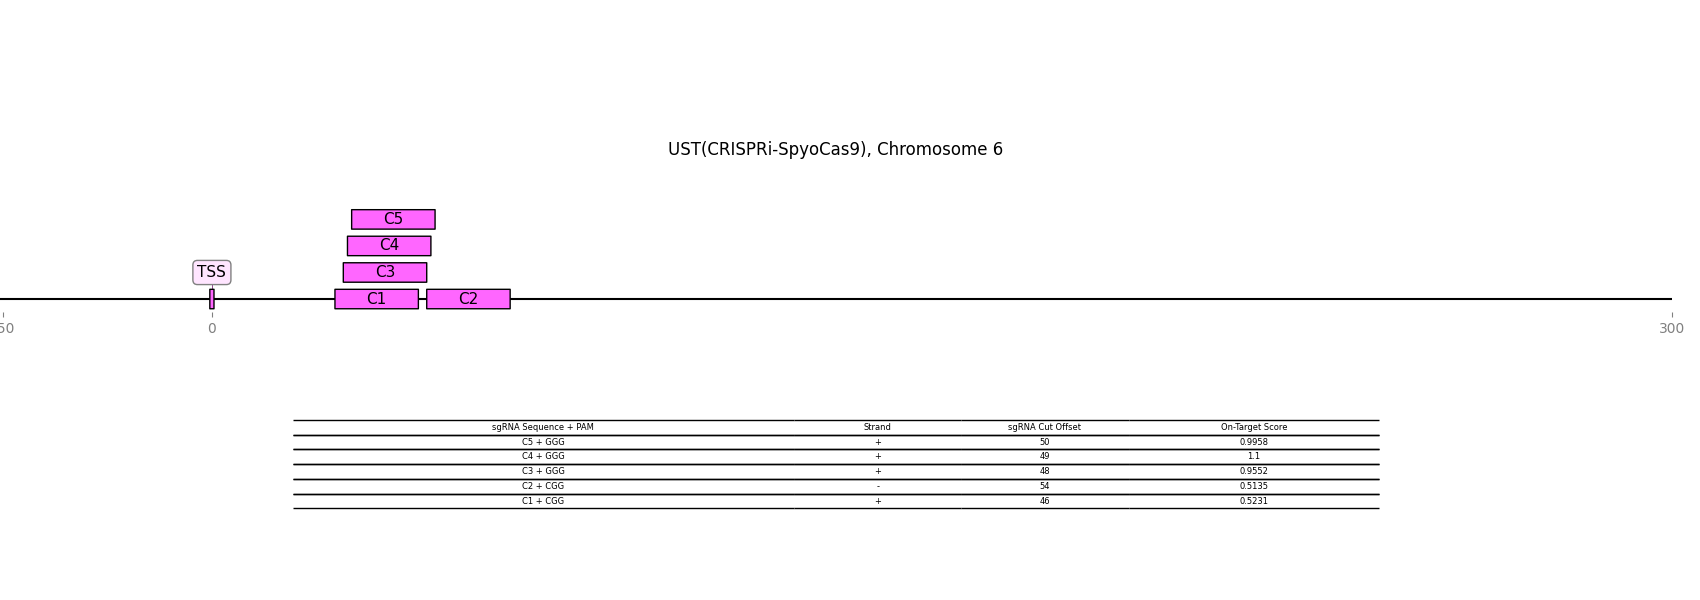 UST(CRISPRi-SpyoCas9), Chromosome 6
C5
C4
TSS C3
C1 C2
50 0 300
sgRNA Sequence + PAM Strand sgRNA Cut Offset On-Target Score
C5 + GGG + 50 0.9958
C4 + GGG + 49 1.1
C3 + GGG + 48 0.9552
C2 + CGG - 54 0.5135
C1 + CGG + 46 0.5231